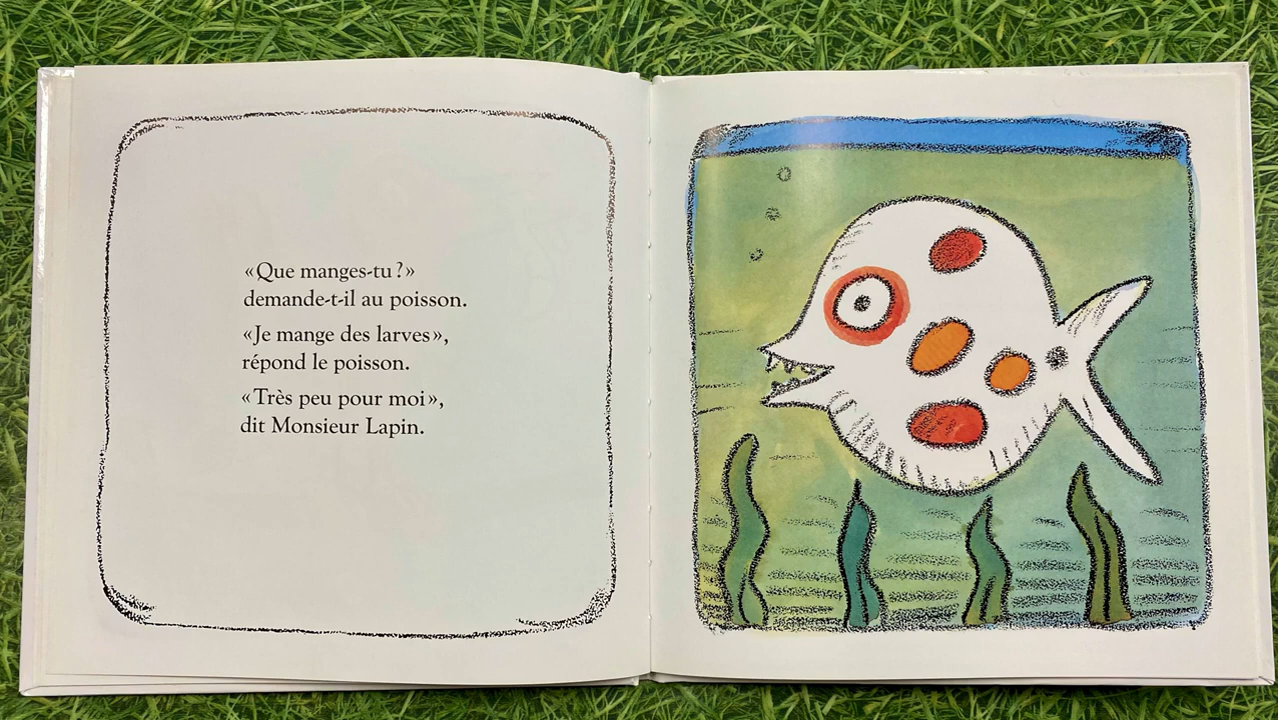 «Que manges-tu ?»
demande-t-il au poisson.
«Je mange des larves»,
répond le poisson.
«Très peu pour moi»,
dit Monsieur Lapin.